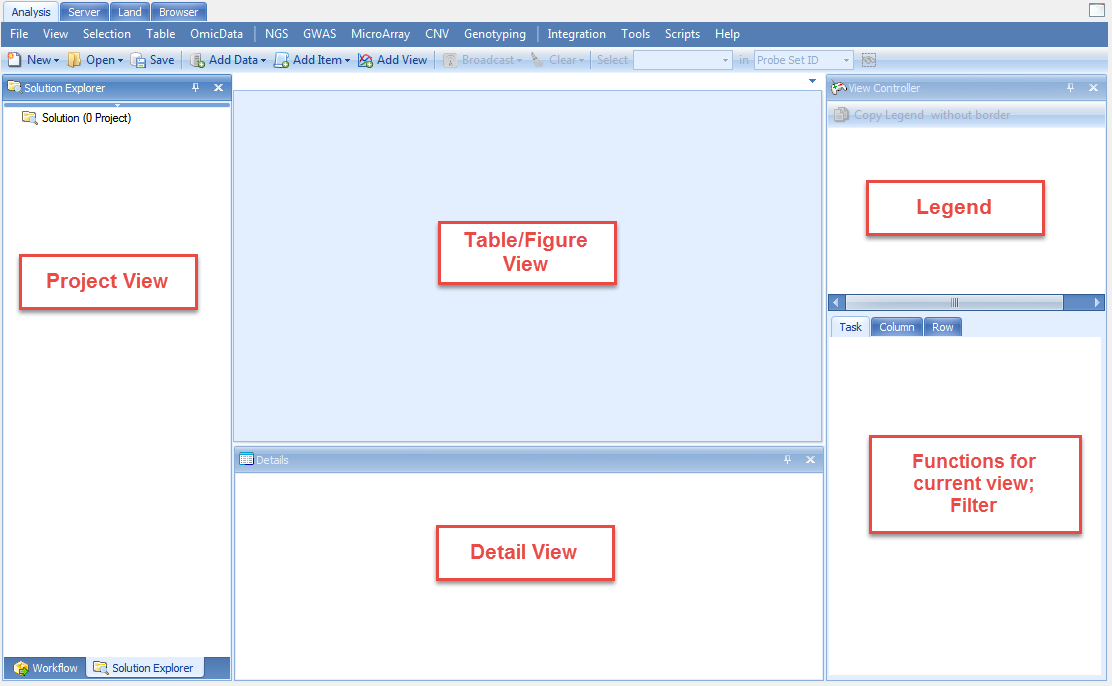 Analysis Server Land Browser
File View Selection Table OmicData NGS GWAS MicroArray CNV Genotyping Integration Tools Scripts Help
New Open Save Add Data Add Item Add View Broadcast Clear Select in Probe Set ID
Solution Explorer
Solution (0 Project)
Project View
Workflow Solution Explorer
Table/Figure
View
Details
Detail View
View Controller
Copy Legend without border
Legend
Task Column Row
Functions for
current view;
Filter